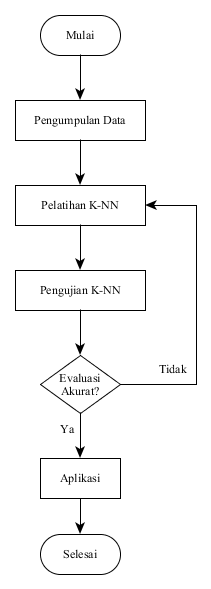 Mulai
Pengumpulan Data
Pelatihan K-NN
Pengujian K-NN
Evaluasi
Akurat?
Tidak
Ya
Aplikasi
Selesai